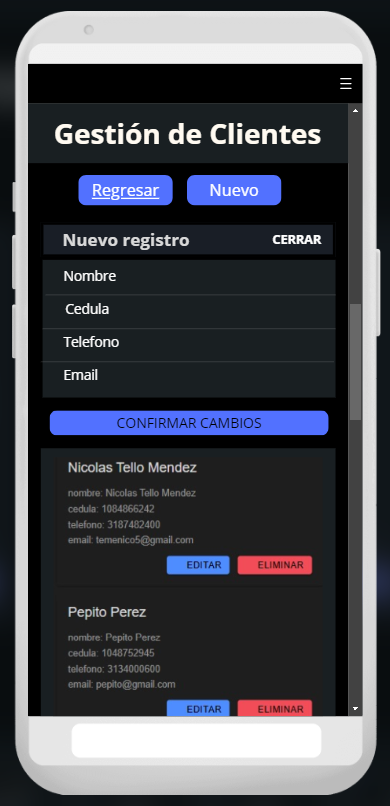 Gestión de Clientes
Regresar Nuevo
Nuevo registro CERRAR
Nombre
Cedula
Telefono
Email
CONFIRMAR CAMBIOS
Nicolas Tello Mendez
nombre: Nicolas Tello Mendez
cedula: 1084866242
telefono: 3187482400
email: temenico5@gmail.com
EDITAR ELIMINAR
Pepito Perez
nombre: Pepito Perez
cedula: 1048752945
telefono: 3134000600
email: pepito@gmail.com
EDITAR ELIMINAR